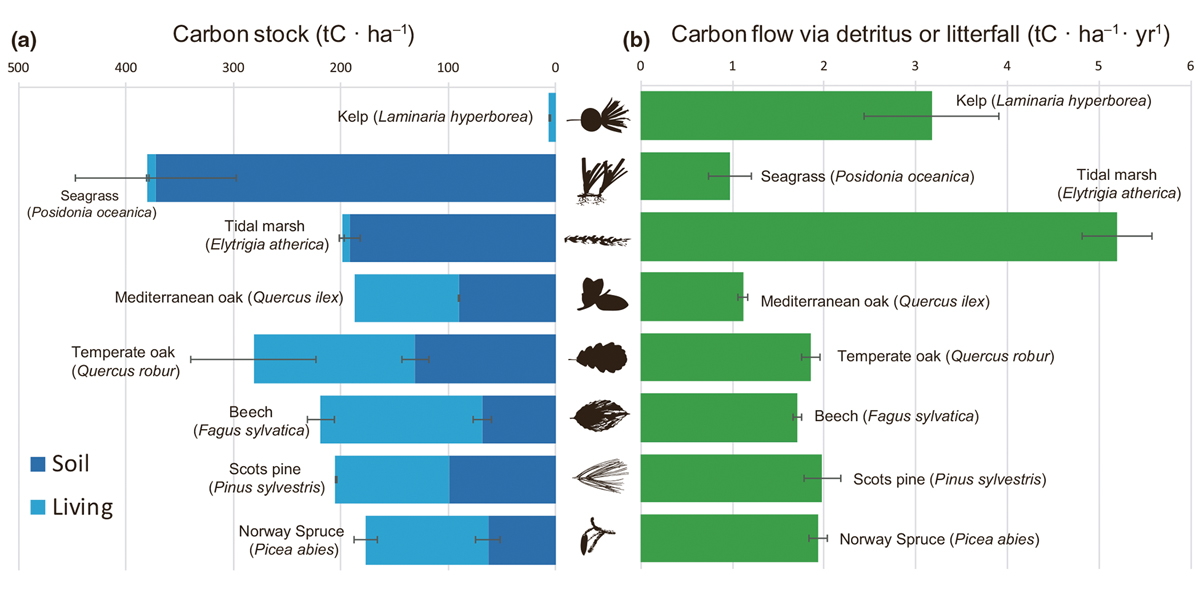 (a)
Carbon stock (tC · ha⁻¹)
500 400 300 200 100 0
Kelp (Laminaria hyperborea)
Seagrass
(Posidonia oceanica)
Tidal marsh
(Elytrigia atherica)
Mediterranean oak (Quercus ilex)
Temperate oak
(Quercus robur)
Beech
(Fagus sylvatica)
Scots pine
(Pinus sylvestris)
Norway Spruce
(Picea abies)
Soil
Living
(b)
Carbon flow via detritus or litterfall (tC · ha⁻¹· yr¹)
0 1 2 3 4 5 6
Kelp (Laminaria hyperborea)
Seagrass (Posidonia oceanica)
Tidal marsh
(Elytrigia atherica)
Mediterranean oak (Quercus ilex)
Temperate oak (Quercus robur)
Beech (Fagus sylvatica)
Scots pine (Pinus sylvestris)
Norway Spruce (Picea abies)